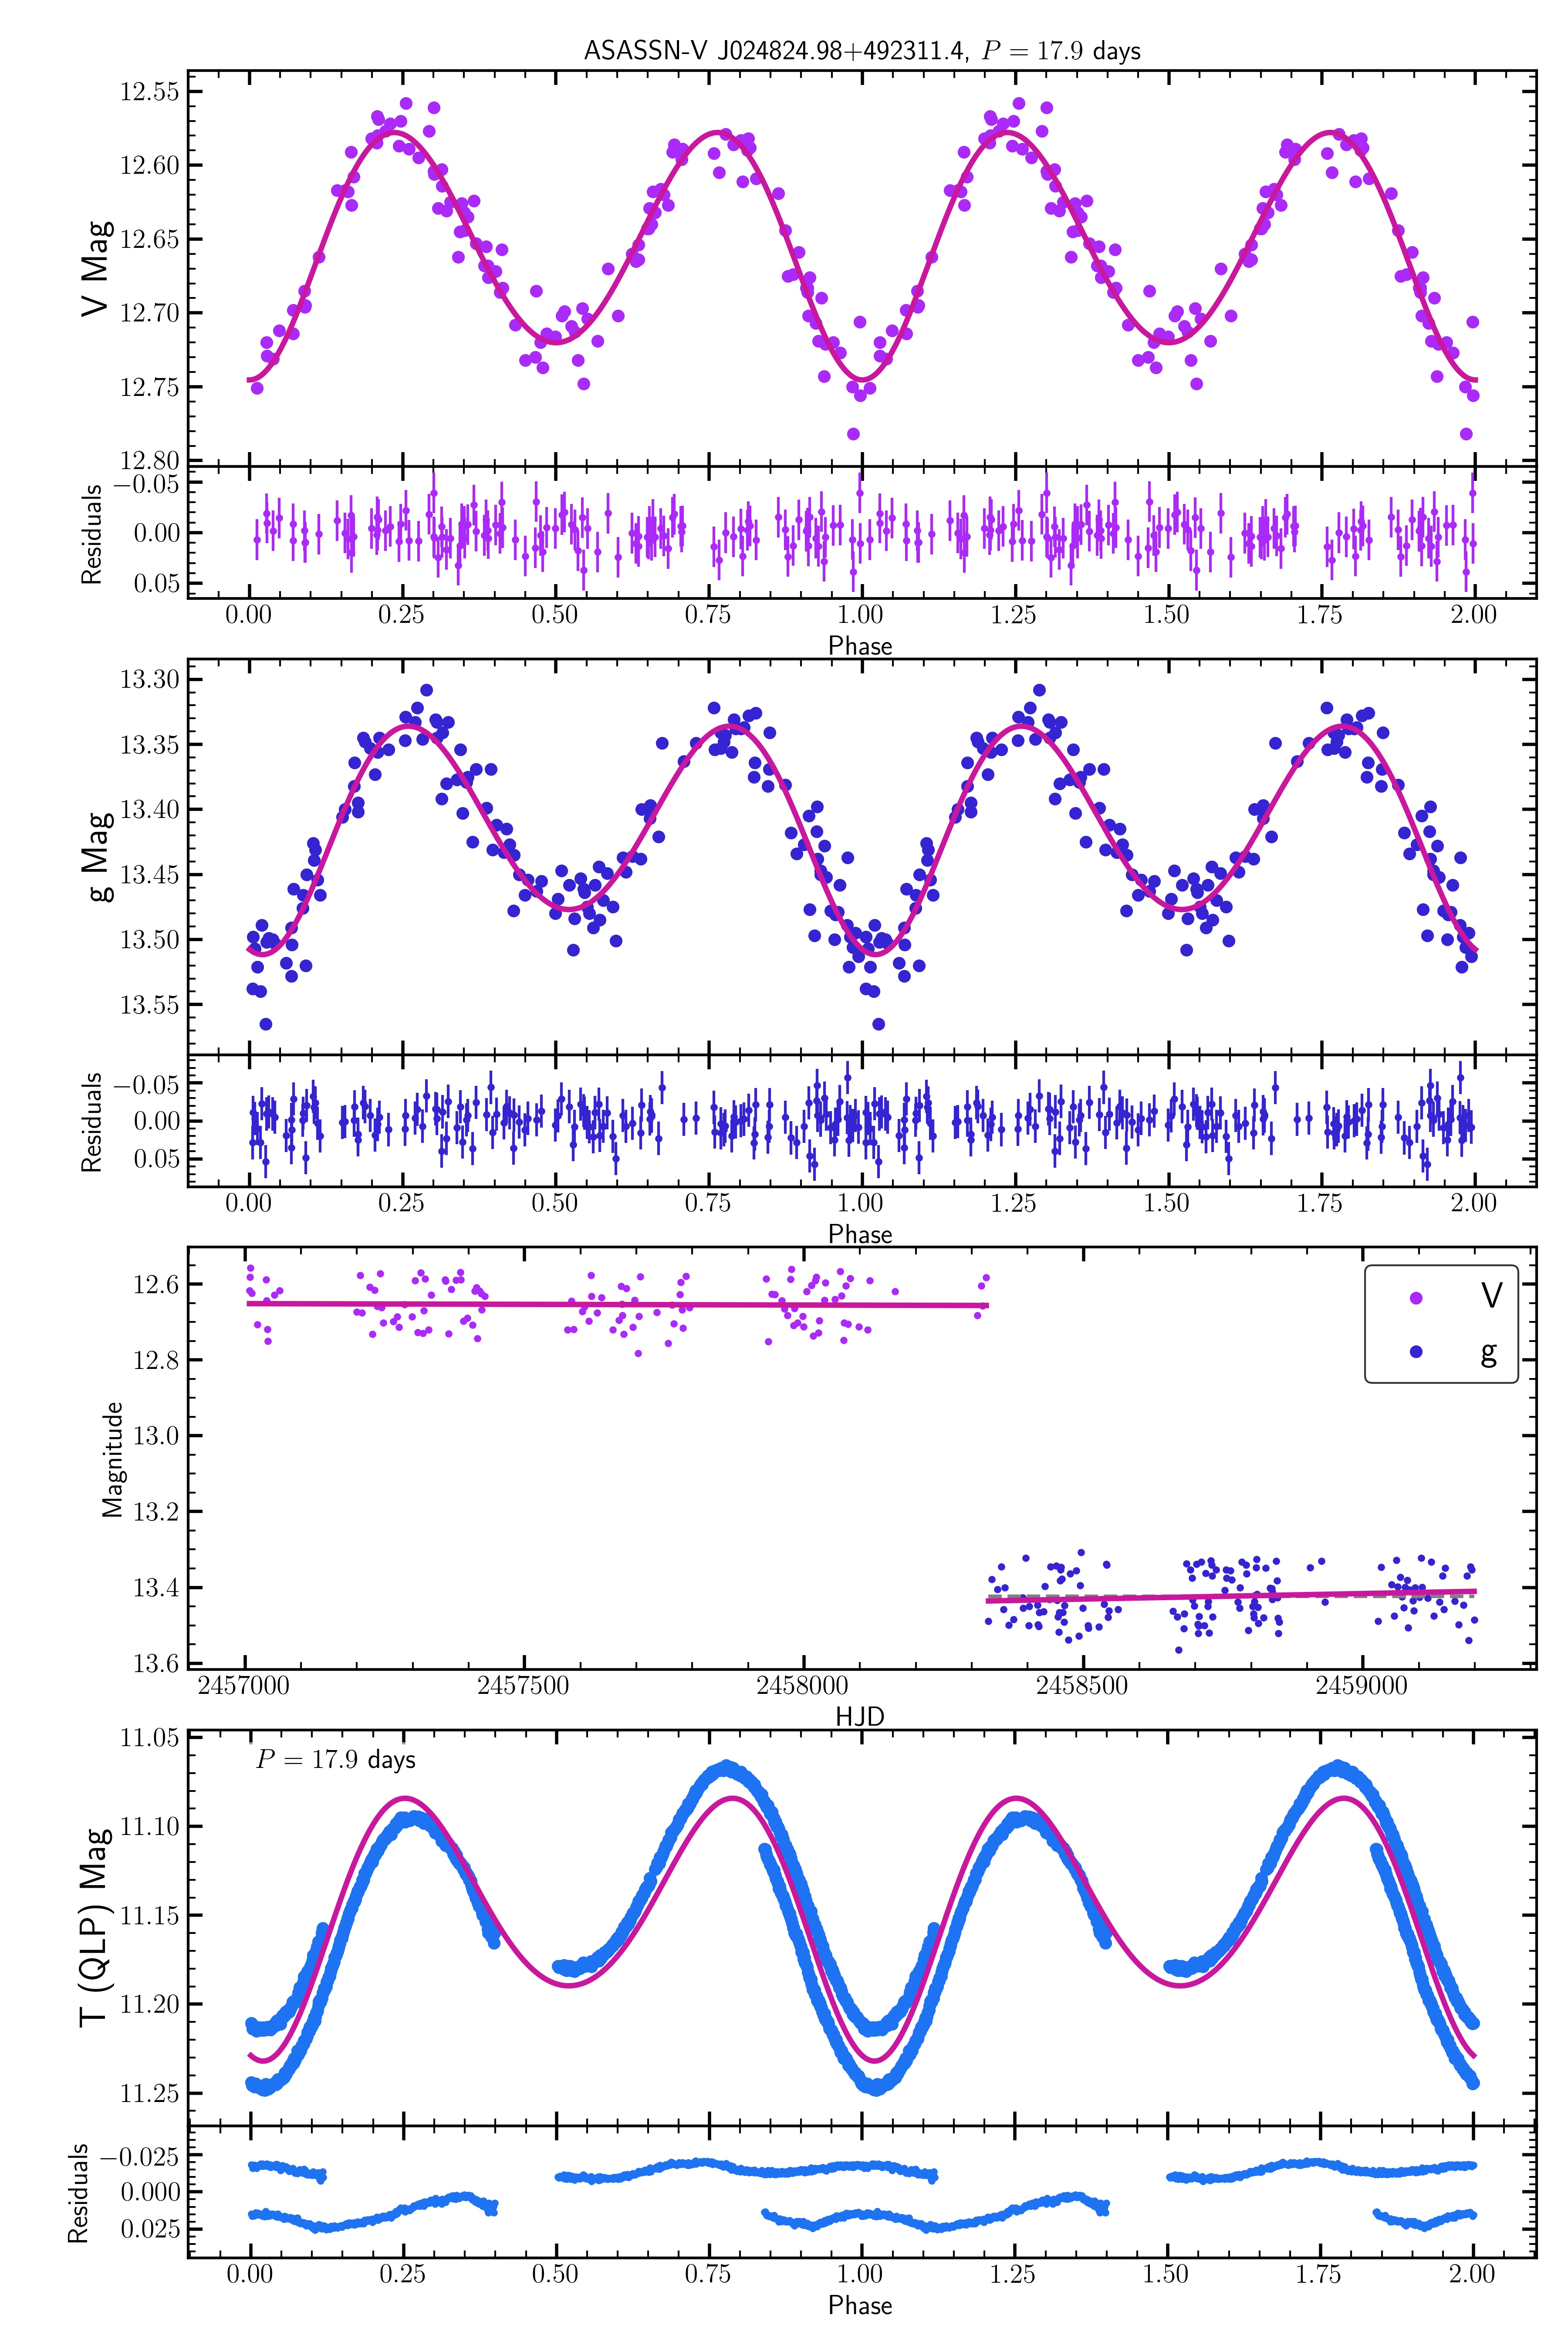 ASASSN-V J024824.98+492311.4, P = 17.9 days
12.55
12.60
12.65
12.70
12.75
12.80
V Mag
−0.05
0.00
0.05
Residuals
0.00 0.25 0.50 0.75 1.00 1.25 1.50 1.75 2.00
Phase
13.30
13.35
13.40
13.45
13.50
13.55
g Mag
−0.05
0.00
0.05
Residuals
0.00 0.25 0.50 0.75 1.00 1.25 1.50 1.75 2.00
Phase
12.6
12.8
13.0
13.2
13.4
13.6
Magnitude
V
g
2457000 2457500 2458000 2458500 2459000
HJD
P = 17.9 days
11.05
11.10
11.15
11.20
11.25
T (QLP) Mag
−0.025
0.000
0.025
Residuals
0.00 0.25 0.50 0.75 1.00 1.25 1.50 1.75 2.00
Phase